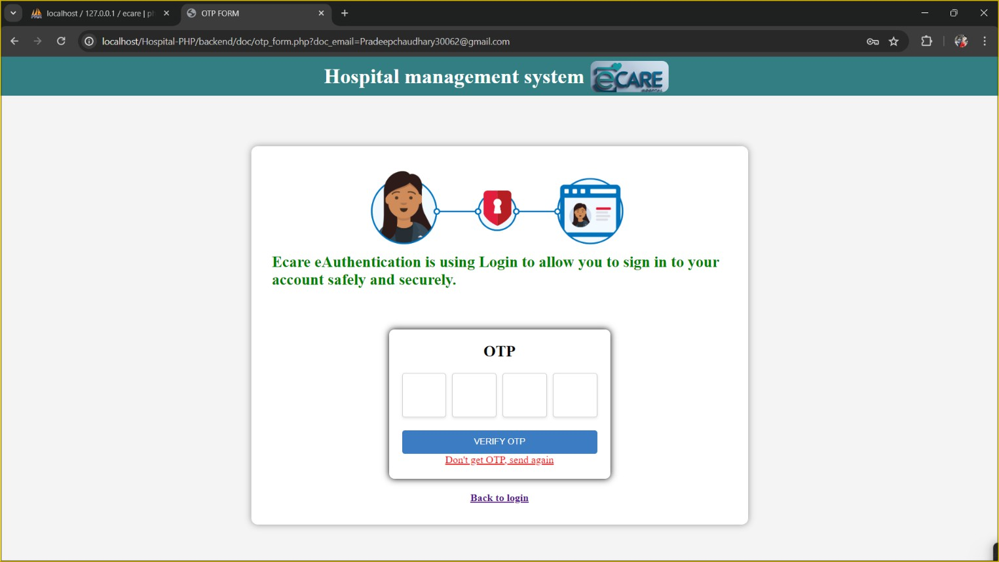 localhost / 127.0.0.1 / ecare | ph
OTP FORM
localhost/Hospital-PHP/backend/doc/otp_form.php?doc_email=Pradeepchaudhary30062@gmail.com
Hospital management system
eCARE
Ecare eAuthentication is using Login to allow you to sign in to your
account safely and securely.
OTP
VERIFY OTP
Don't get OTP, send again
Back to login